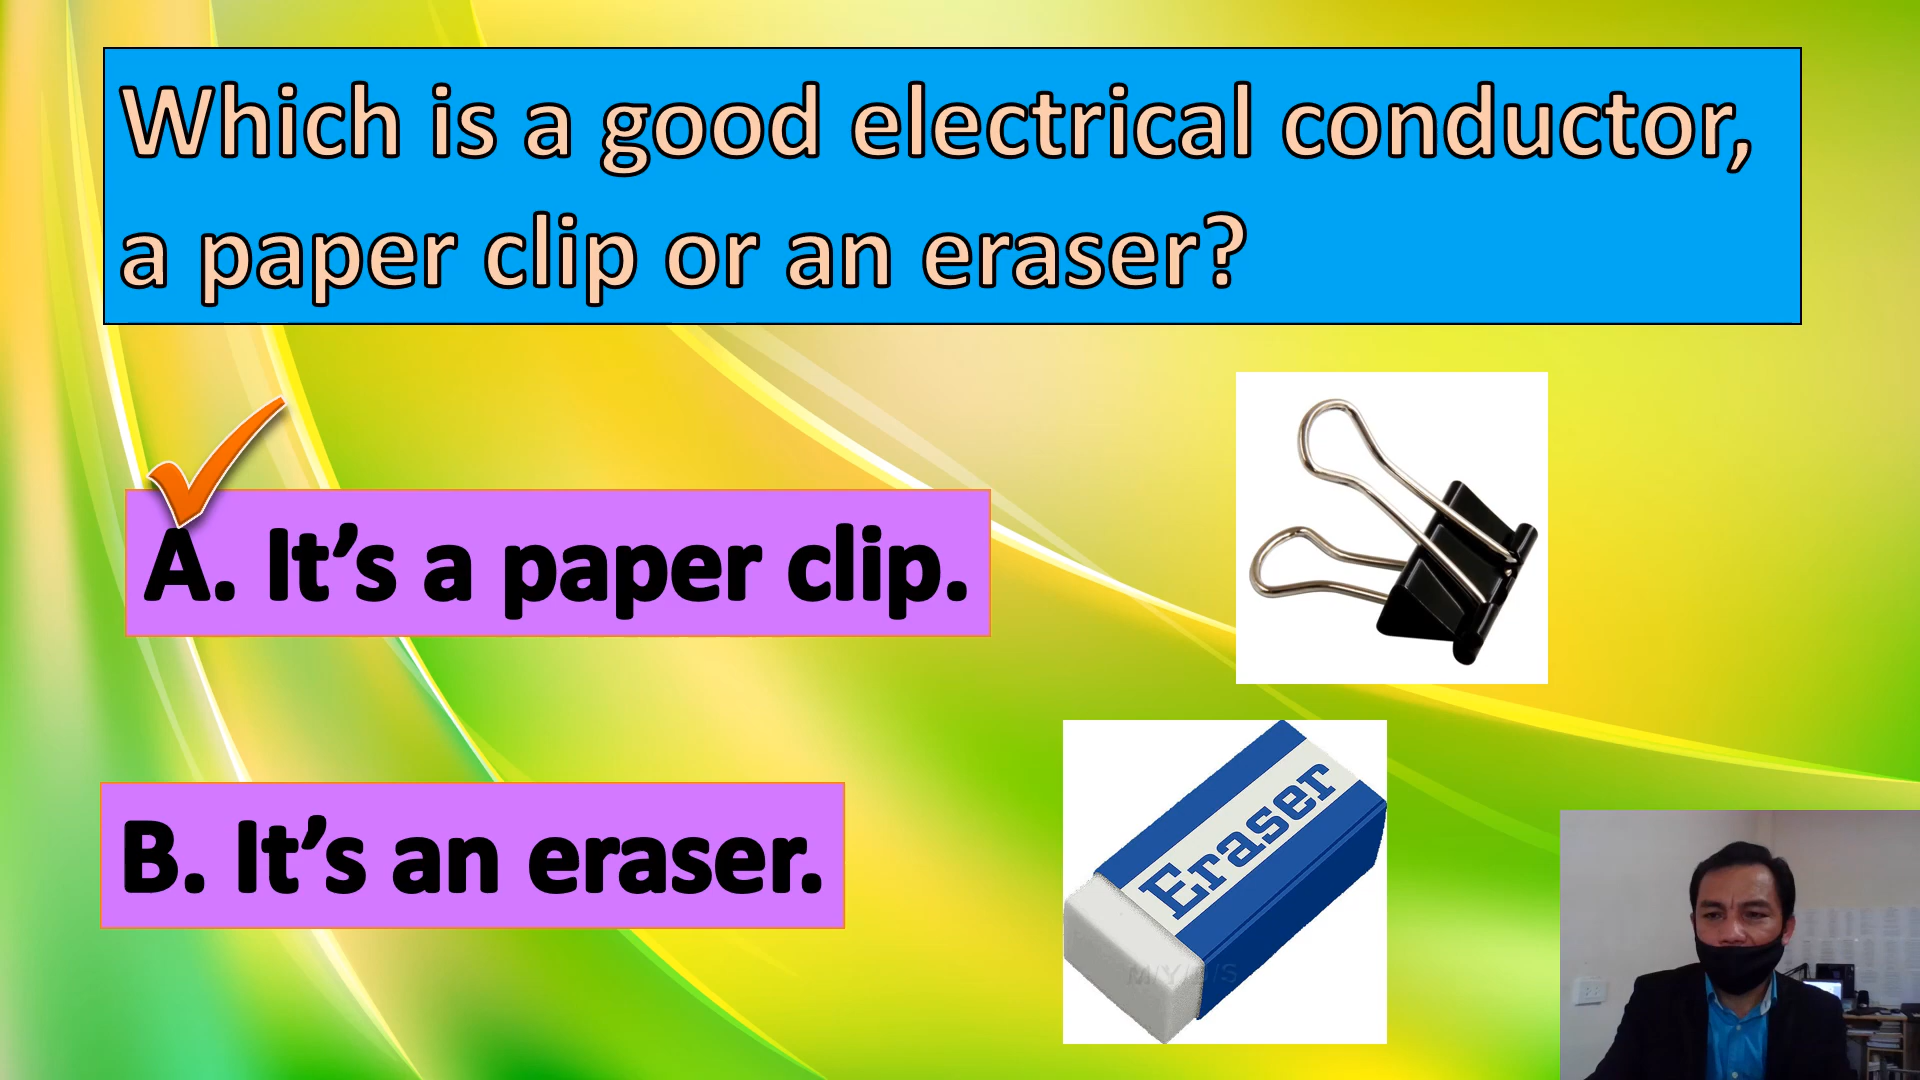 Which is a good electrical conductor,
a paper clip or an eraser?
A. It’s a paper clip.
B. It’s an eraser.
Eraser